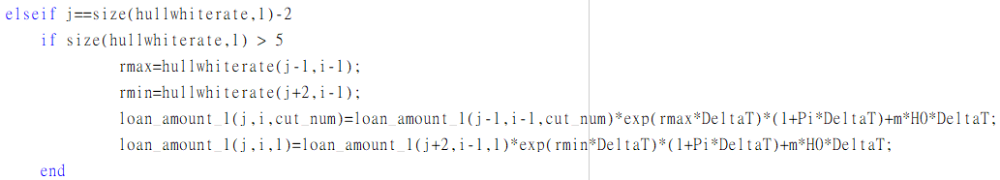 elseif j==size(hullwhiterate,1)-2
if size(hullwhiterate,1) > 5
rmax=hullwhiterate(j-1,i-1);
rmin=hullwhiterate(j+2,i-1);
loan_amount_1(j,i,cut_num)=loan_amount_1(j-1,i-1,cut_num)*exp(rmax*DeltaT)*(1+Pi*DeltaT)+m*H0*DeltaT;
loan_amount_1(j,i,1)=loan_amount_1(j+2,i-1,1)*exp(rmin*DeltaT)*(1+Pi*DeltaT)+m*H0*DeltaT;
end